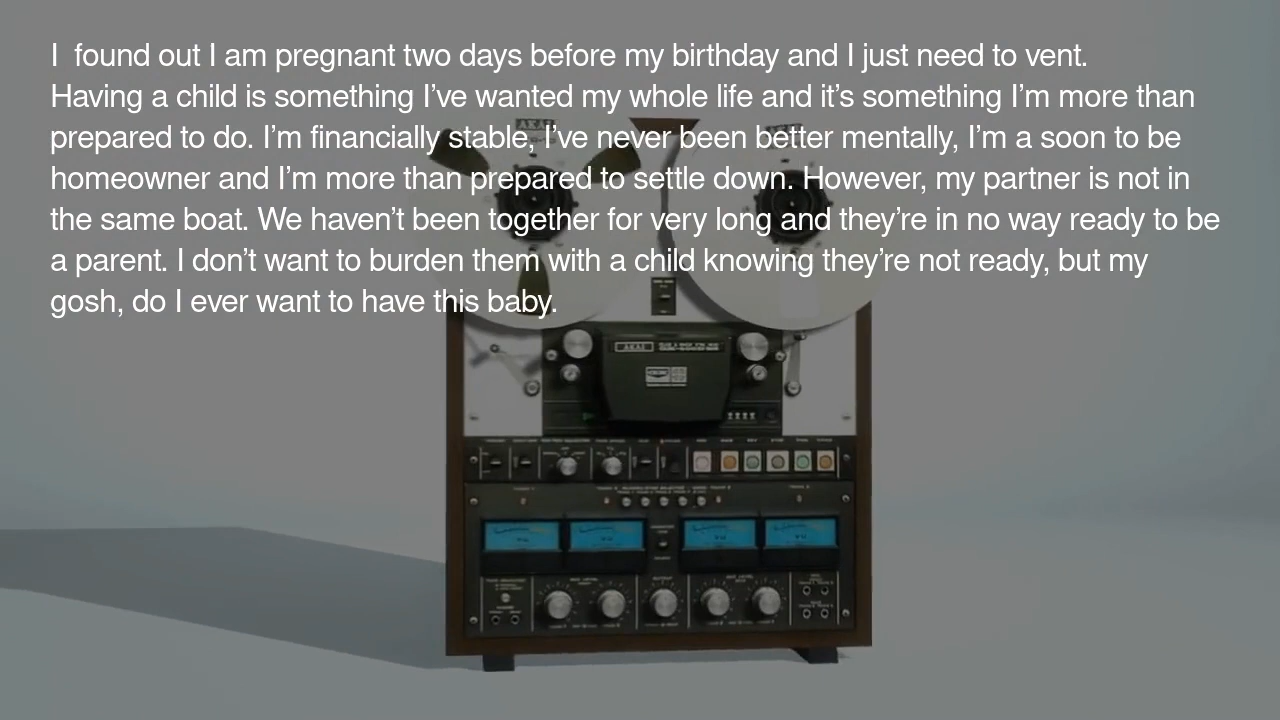 I  found out I am pregnant two days before my birthday and I just need to vent.
Having a child is something I’ve wanted my whole life and it’s something I’m more than
prepared to do. I’m financially stable, I’ve never been better mentally, I’m a soon to be
homeowner and I’m more than prepared to settle down. However, my partner is not in
the same boat. We haven’t been together for very long and they’re in no way ready to be
a parent. I don’t want to burden them with a child knowing they’re not ready, but my
gosh, do I ever want to have this baby.
AKAI
AKAI
AKAI